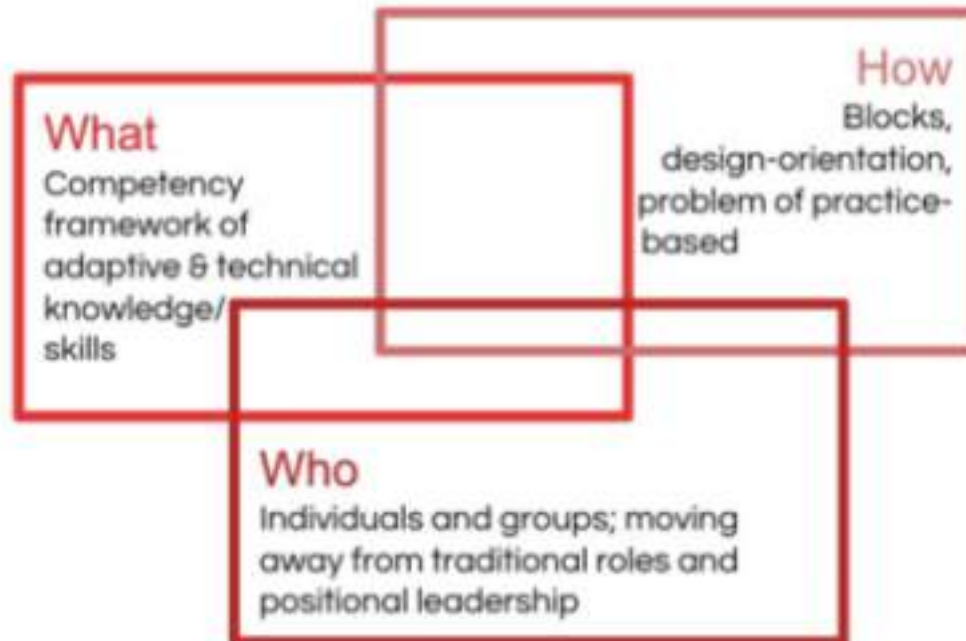 What
Competency
framework of
adaptive & technical
knowledge/
skills
How
Blocks,
design-orientation,
problem of practice-
based
Who
Individuals and groups; moving
away from traditional roles and
positional leadership